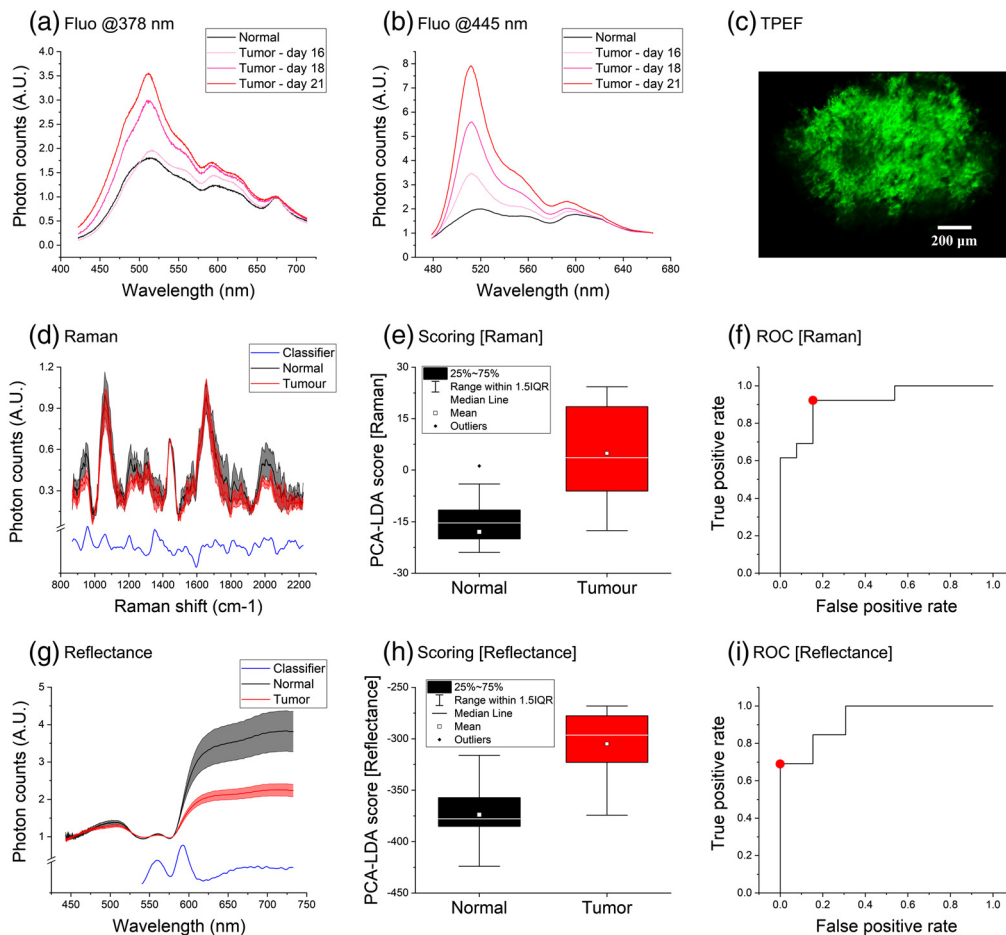 (a) Fluo @378 nm
Normal
Tumor - day 16
Tumor - day 18
Tumor - day 21
4.0
3.5
3.0
2.5
2.0
1.5
1.0
0.5
0.0
Photon counts (A.U.)
400 450 500 550 600 650 700
Wavelength (nm)
(b) Fluo @445 nm
Normal
Tumor - day 16
Tumor - day 18
Tumor - day 21
8
7
6
5
4
3
2
1
0
Photon counts (A.U.)
480 520 560 600 640 680
Wavelength (nm)
(c) TPEF
200 µm
(d) Raman
Classifier
Normal
Tumour
1.2
0.9
0.6
0.3
Photon counts (A.U.)
800 1000 1200 1400 1600 1800 2000 2200
Raman shift (cm-1)
(e) Scoring [Raman]
25%~75%
Range within 1.5IQR
Median Line
Mean
Outliers
30
15
0
-15
-30
PCA-LDA score [Raman]
Normal Tumour
(f) ROC [Raman]
1.0
0.8
0.6
0.4
0.2
0.0
True positive rate
0.0 0.2 0.4 0.6 0.8 1.0
False positive rate
(g) Reflectance
Classifier
Normal
Tumor
5
4
3
2
1
Photon counts (A.U.)
450 500 550 600 650 700 750
Wavelength (nm)
(h) Scoring [Reflectance]
25%~75%
Range within 1.5IQR
Median Line
Mean
Outliers
-250
-300
-350
-400
-450
PCA-LDA score [Reflectance]
Normal Tumor
(i) ROC [Reflectance]
1.0
0.8
0.6
0.4
0.2
0.0
True positive rate
0.0 0.2 0.4 0.6 0.8 1.0
False positive rate